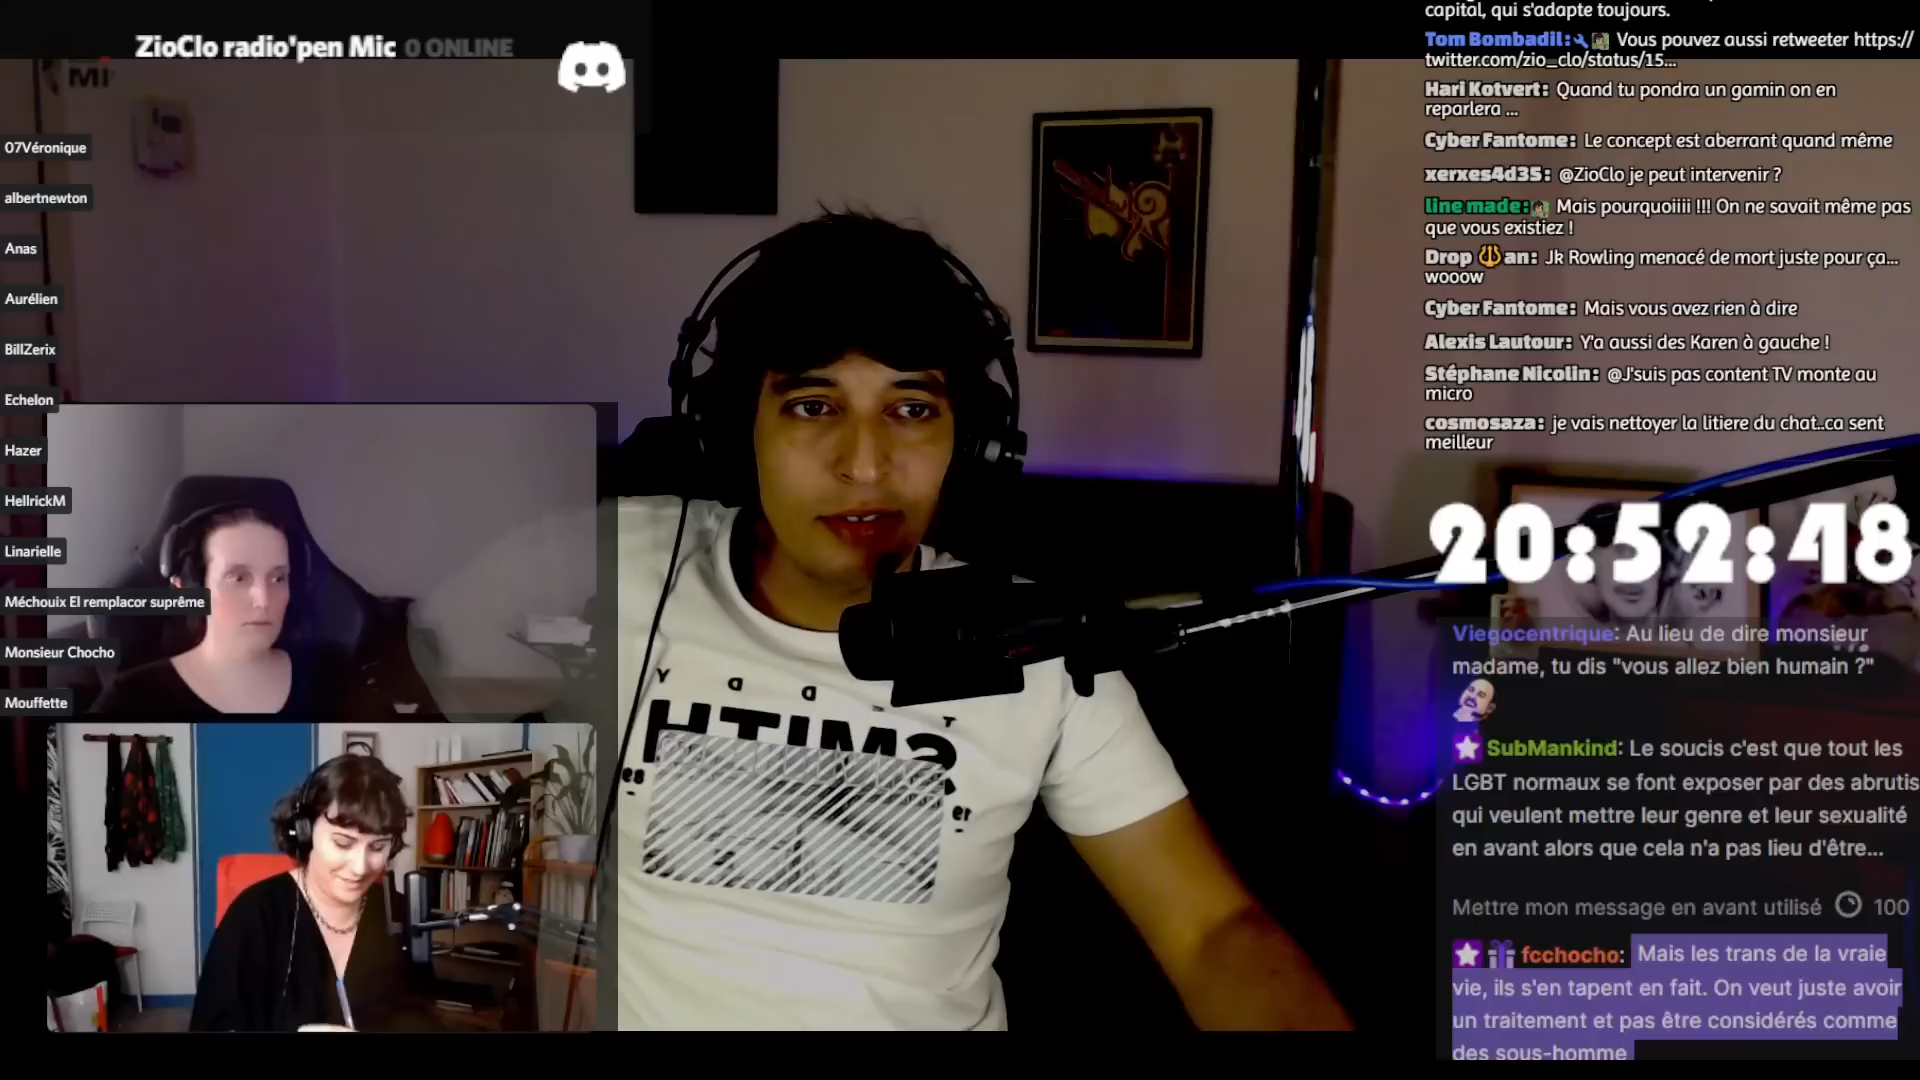 ZioClo radio'pen Mic 0 ONLINE
MI
07Véronique
albertnewton
Anas
Aurélien
BillZerix
Echelon
Hazer
HellrickM
Linarielle
Méchouix El remplacor suprême
Monsieur Chocho
Mouffette
TEDDY
SMITH
capital, qui s'adapte toujours.
Tom Bombadil: Vous pouvez aussi retweeter https://
twitter.com/zio_clo/status/15...
Hari Kotvert: Quand tu pondra un gamin on en
reparlera ...
Cyber Fantome: Le concept est aberrant quand même
xerxes4d35: @ZioClo je peut intervenir ?
line made: Mais pourquoiiii !!! On ne savait même pas
que vous existiez !
Drop an: Jk Rowling menacé de mort juste pour ça...
wooow
Cyber Fantome: Mais vous avez rien à dire
Alexis Lautour: Y'a aussi des Karen à gauche !
Stéphane Nicolin: @J'suis pas content TV monte au
micro
cosmosaza: je vais nettoyer la litiere du chat..ca sent
meilleur
20:52:48
Viegocentrique: Au lieu de dire monsieur
madame, tu dis "vous allez bien humain ?"
SubMankind: Le soucis c'est que tout les
LGBT normaux se font exposer par des abrutis
qui veulent mettre leur genre et leur sexualité
en avant alors que cela n'a pas lieu d'être...
Mettre mon message en avant utilisé 100
fcchocho: Mais les trans de la vraie
vie, ils s'en tapent en fait. On veut juste avoir
un traitement et pas être considérés comme
des sous-homme